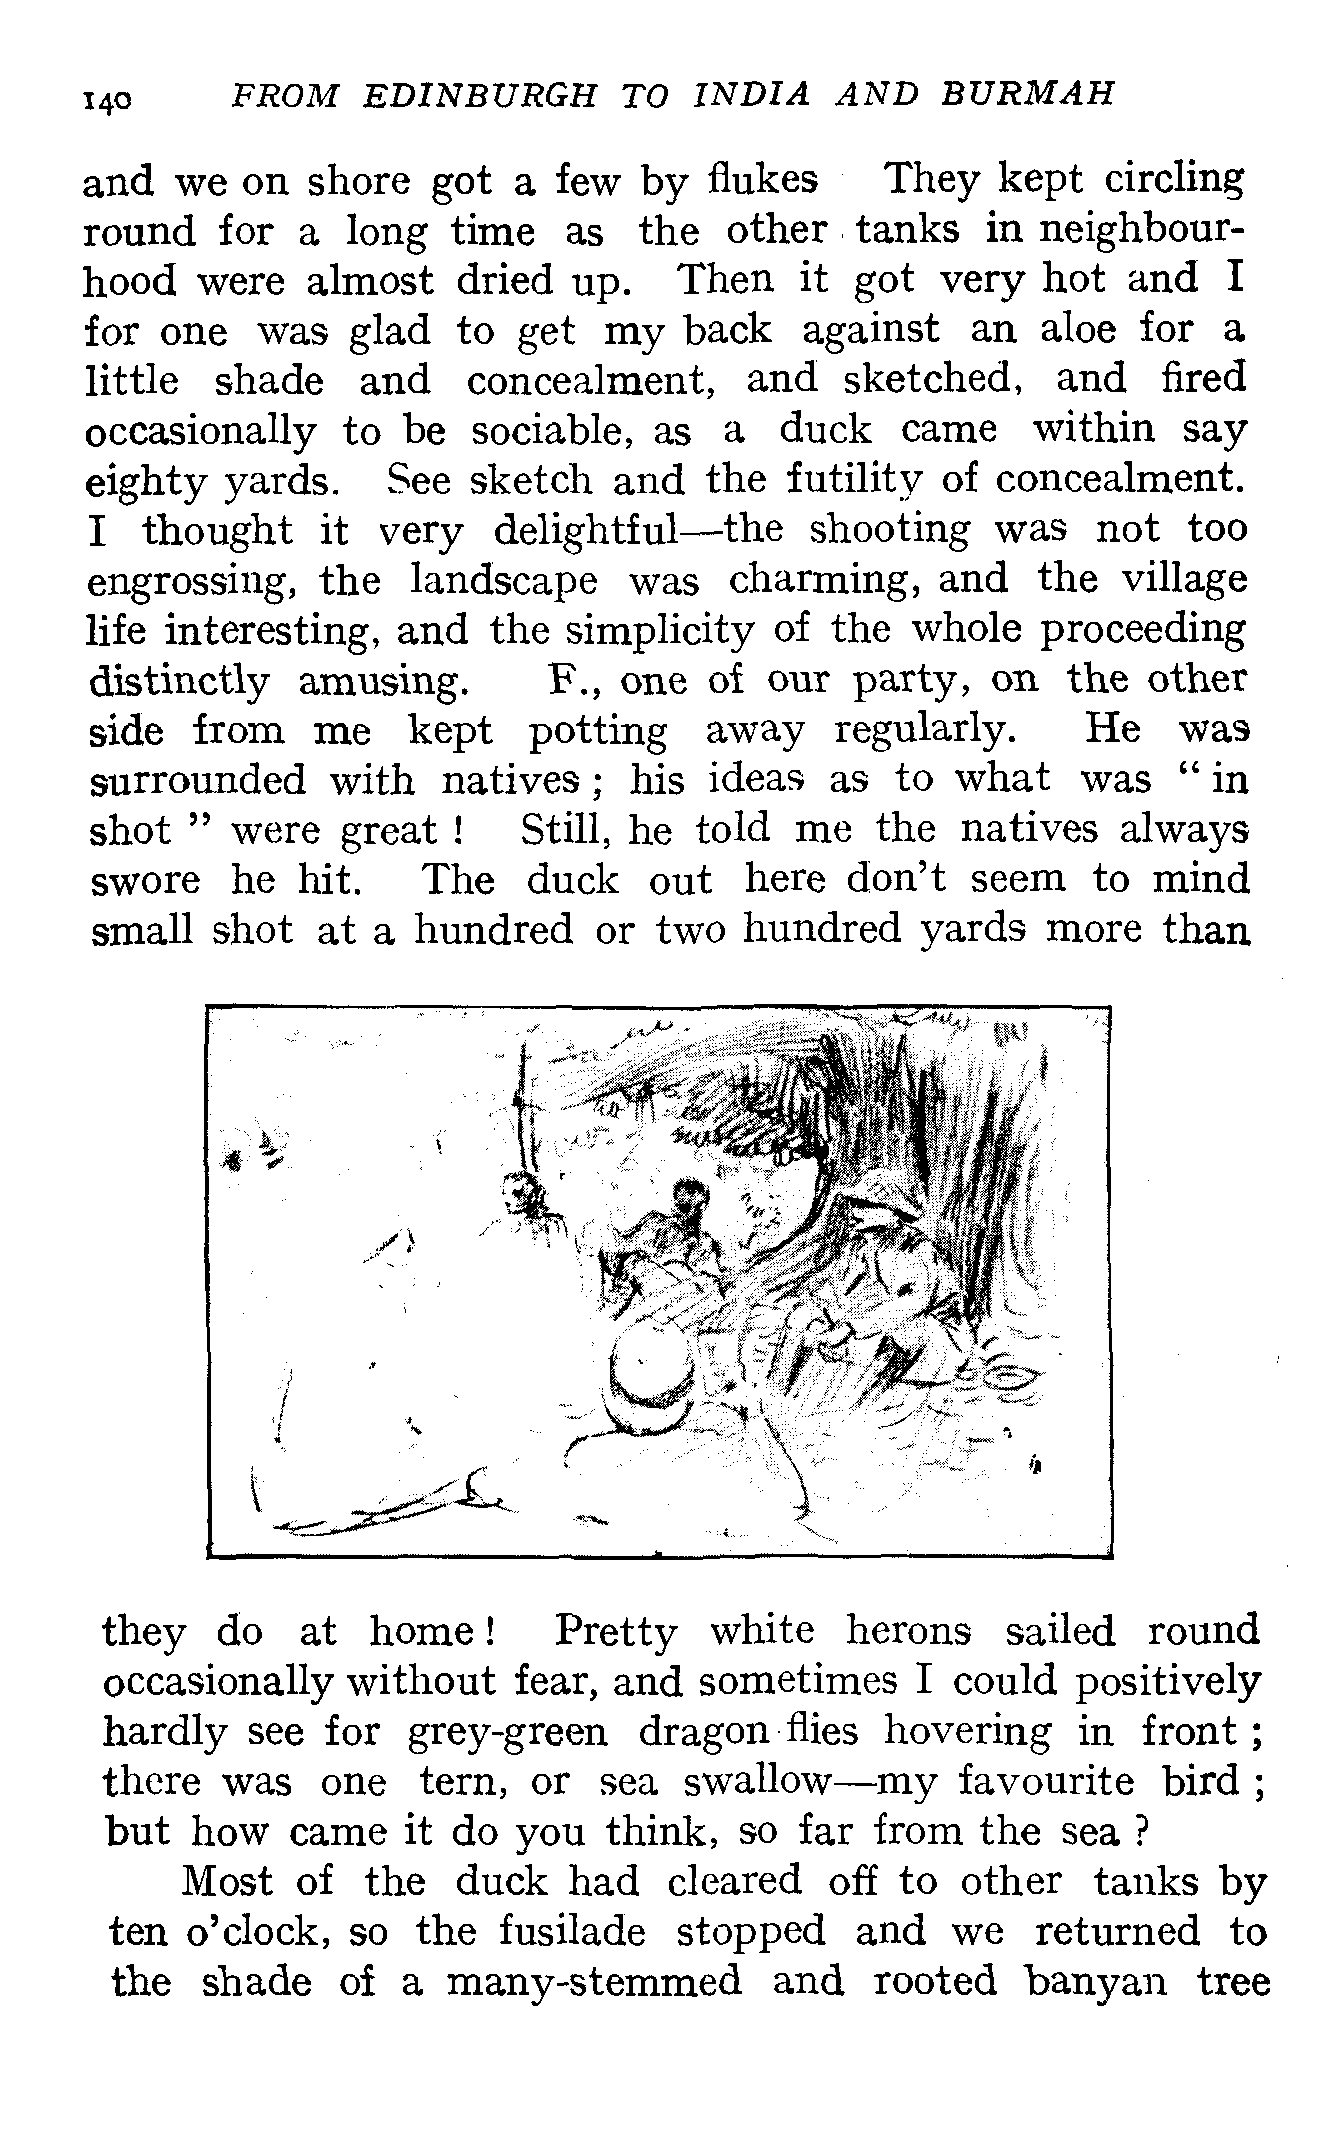 140 FROM EDINBURGH TO INDIA AND BURMAH
and we on shore got a few by flukes They kept circling
round for a long time as the other tanks in neighbour-
hood were almost dried up. Then it got very hot and I
for one was glad to get my back against an aloe for a
little shade and concealment, and sketched, and fired
occasionally to be sociable, as a duck came within say
eighty yards. See sketch and the futility of concealment.
I thought it very delightful—the shooting was not too
engrossing, the landscape was charming, and the village
life interesting, and the simplicity of the whole proceeding
distinctly amusing. F., one of our party, on the other
side from me kept potting away regularly. He was
surrounded with natives ; his ideas as to what was “ in
shot ” were great ! Still, he told me the natives always
swore he hit. The duck out here don’t seem to mind
small shot at a hundred or two hundred yards more than
they do at home ! Pretty white herons sailed round
occasionally without fear, and sometimes I could positively
hardly see for grey-green dragon flies hovering in front ;
there was one tern, or sea swallow—my favourite bird ;
but how came it do you think, so far from the sea ?
Most of the duck had cleared off to other tanks by
ten o’clock, so the fusilade stopped and we returned to
the shade of a many-stemmed and rooted banyan tree